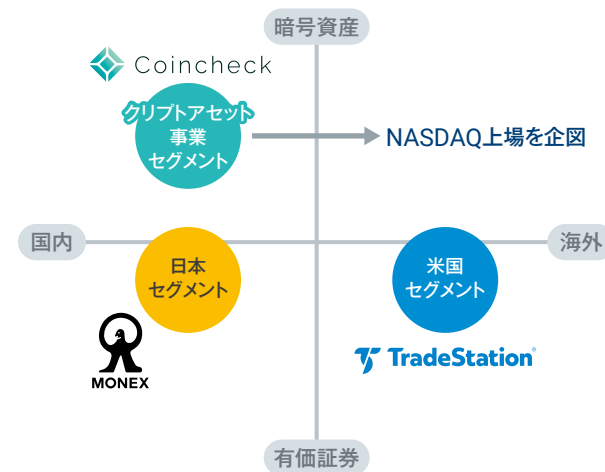 暗号資産
Coincheck
クリプトアセット
事業
セグメント
NASDAQ上場を企図
国内
海外
日本
セグメント
米国
セグメント
MONEX
TradeStation®
有価証券